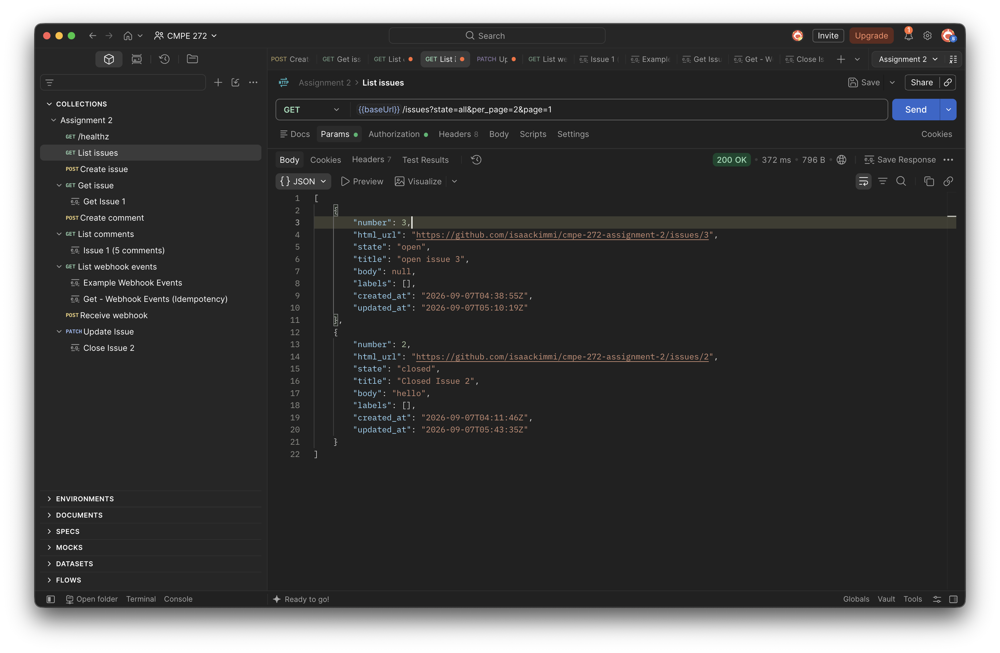 CMPE 272
Search
Invite
Upgrade
1
S
POST Creat
GET Get iss
GET List
GET List i
PATCH Up
GET List we
e.g. Issue 1
e.g. Example
e.g. Get Issu
e.g. Get - W
e.g. Close Is
Assignment 2
COLLECTIONS
Assignment 2
GET /healthz
GET List issues
POST Create issue
GET Get issue
e.g. Get Issue 1
POST Create comment
GET List comments
e.g. Issue 1 (5 comments)
GET List webhook events
e.g. Example Webhook Events
e.g. Get - Webhook Events (Idempotency)
POST Receive webhook
PATCH Update Issue
e.g. Close Issue 2
ENVIRONMENTS
DOCUMENTS
SPECS
MOCKS
DATASETS
FLOWS
HTTP Assignment 2 > List issues
Save
Share
GET {{baseUrl}} /issues?state=all&per_page=2&page=1
Send
Docs Params Authorization Headers 8 Body Scripts Settings Cookies
Body Cookies Headers 7 Test Results
200 OK • 372 ms • 796 B • e.g. Save Response
{} JSON Preview Visualize
1 [
2 {
3 "number": 3,
4 "html_url": "https://github.com/isaackimmi/cmpe-272-assignment-2/issues/3",
5 "state": "open",
6 "title": "open issue 3",
7 "body": null,
8 "labels": [],
9 "created_at": "2026-09-07T04:38:55Z",
10 "updated_at": "2026-09-07T05:10:19Z"
11 },
12 {
13 "number": 2,
14 "html_url": "https://github.com/isaackimmi/cmpe-272-assignment-2/issues/2",
15 "state": "closed",
16 "title": "Closed Issue 2",
17 "body": "hello",
18 "labels": [],
19 "created_at": "2026-09-07T04:11:46Z",
20 "updated_at": "2026-09-07T05:43:35Z"
21 }
22 ]
Open folder Terminal Console
Ready to go!
Globals Vault Tools